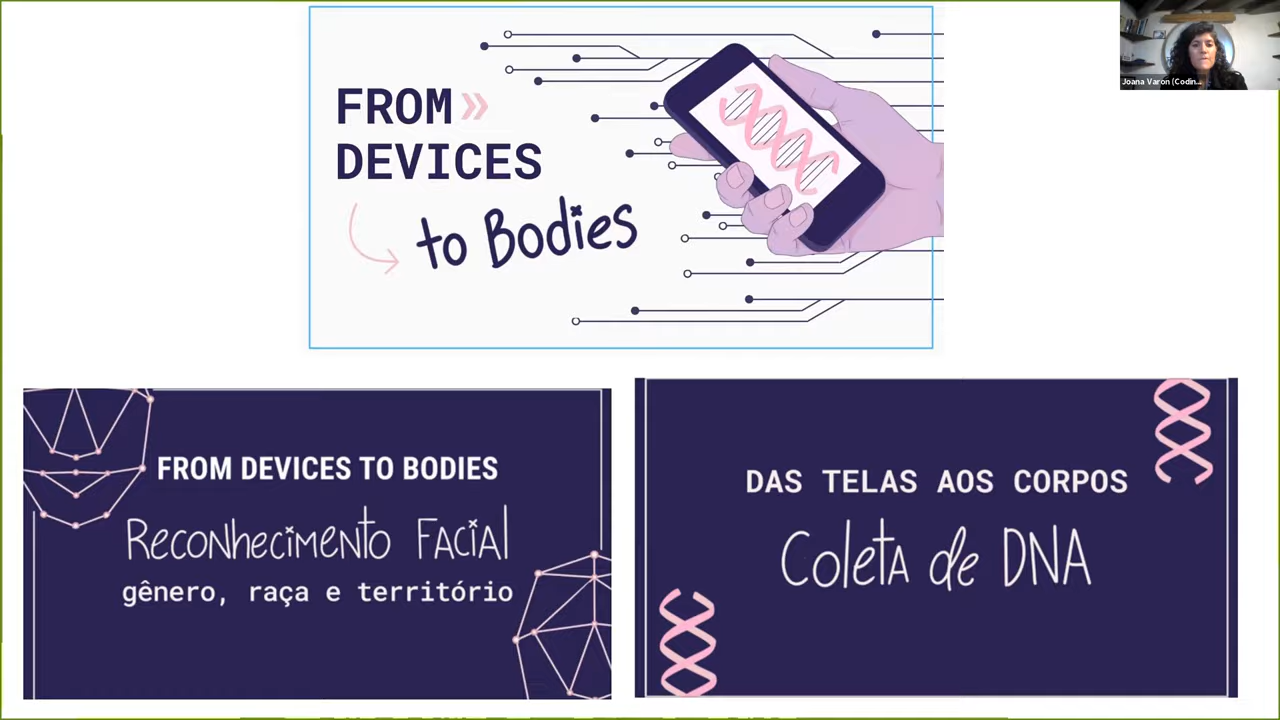 FROM»
DEVICES
to Bodies
Joana Varon (Codin...
FROM DEVICES TO BODIES
Reconhecimento Facial
gênero, raça e território
DAS TELAS AOS CORPOS
Coleta de DNA